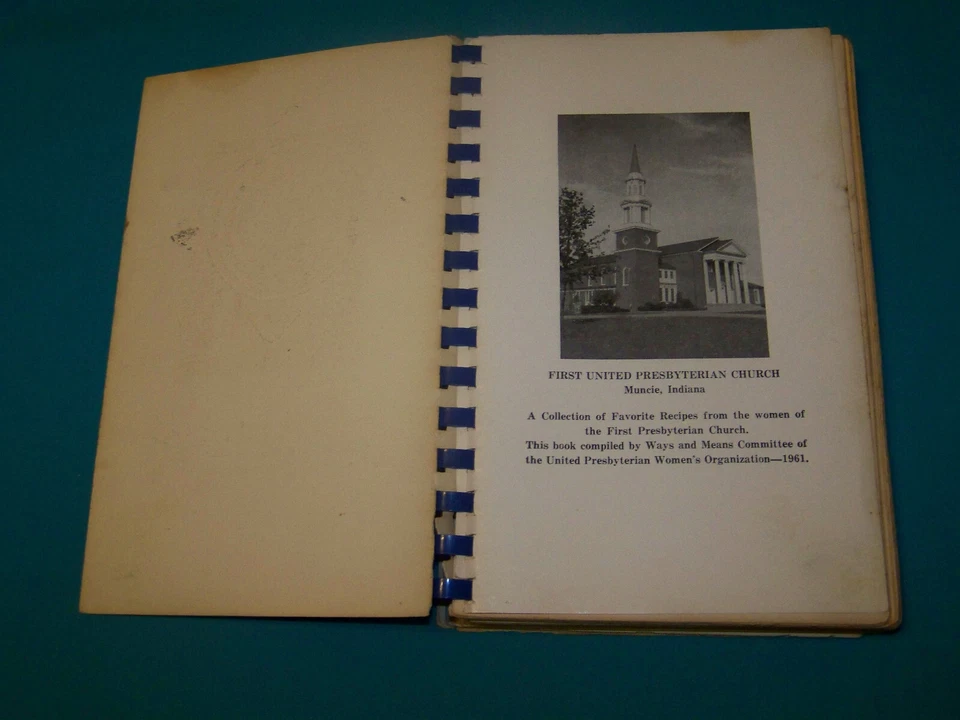 FIRST UNITED PRESBYTERIAN CHURCH
Muncie, Indiana
A Collection of Favorite Recipes from the women of
the First Presbyterian Church.
This book compiled by Ways and Means Committee of
the United Presbyterian Women's Organization—1961.